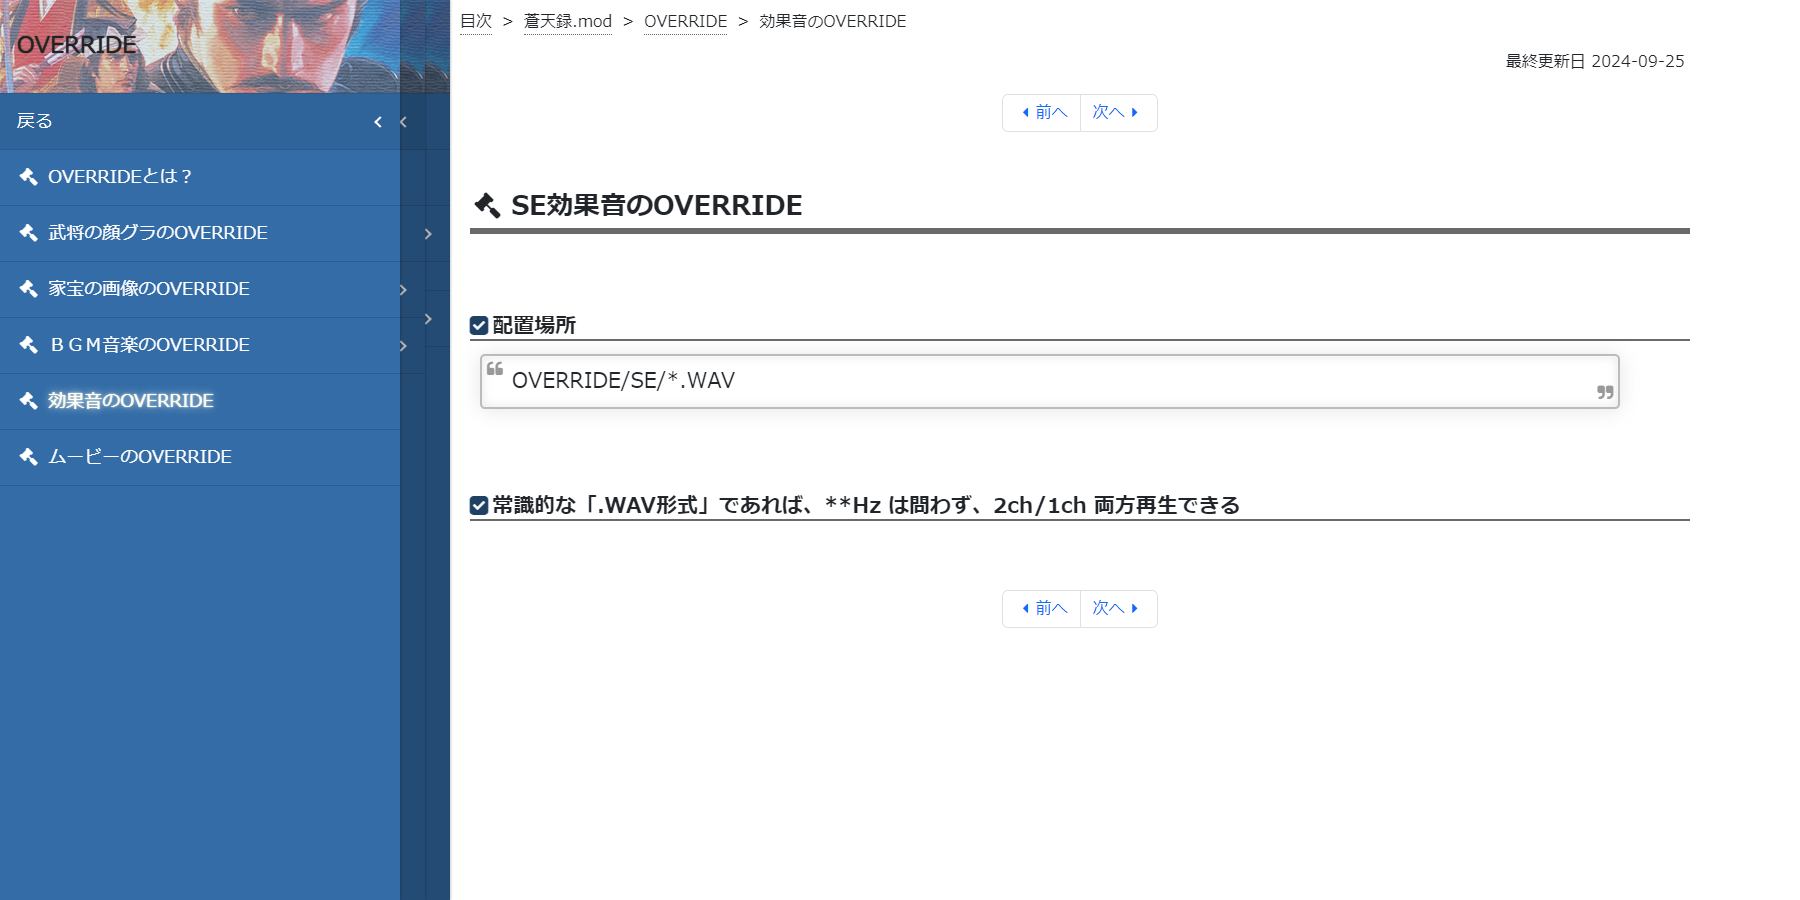 OVERRIDE
戻る
OVERRIDEとは？
武将の顔グラのOVERRIDE
家宝の画像のOVERRIDE
ＢＧＭ音楽のOVERRIDE
効果音のOVERRIDE
ムービーのOVERRIDE
目次 > 蒼天録.mod > OVERRIDE > 効果音のOVERRIDE
最終更新日 2024-09-25
前へ 次へ
SE効果音のOVERRIDE
配置場所
OVERRIDE/SE/*.WAV
常識的な「.WAV形式」であれば、**Hz は問わず、2ch/1ch 両方再生できる
前へ 次へ